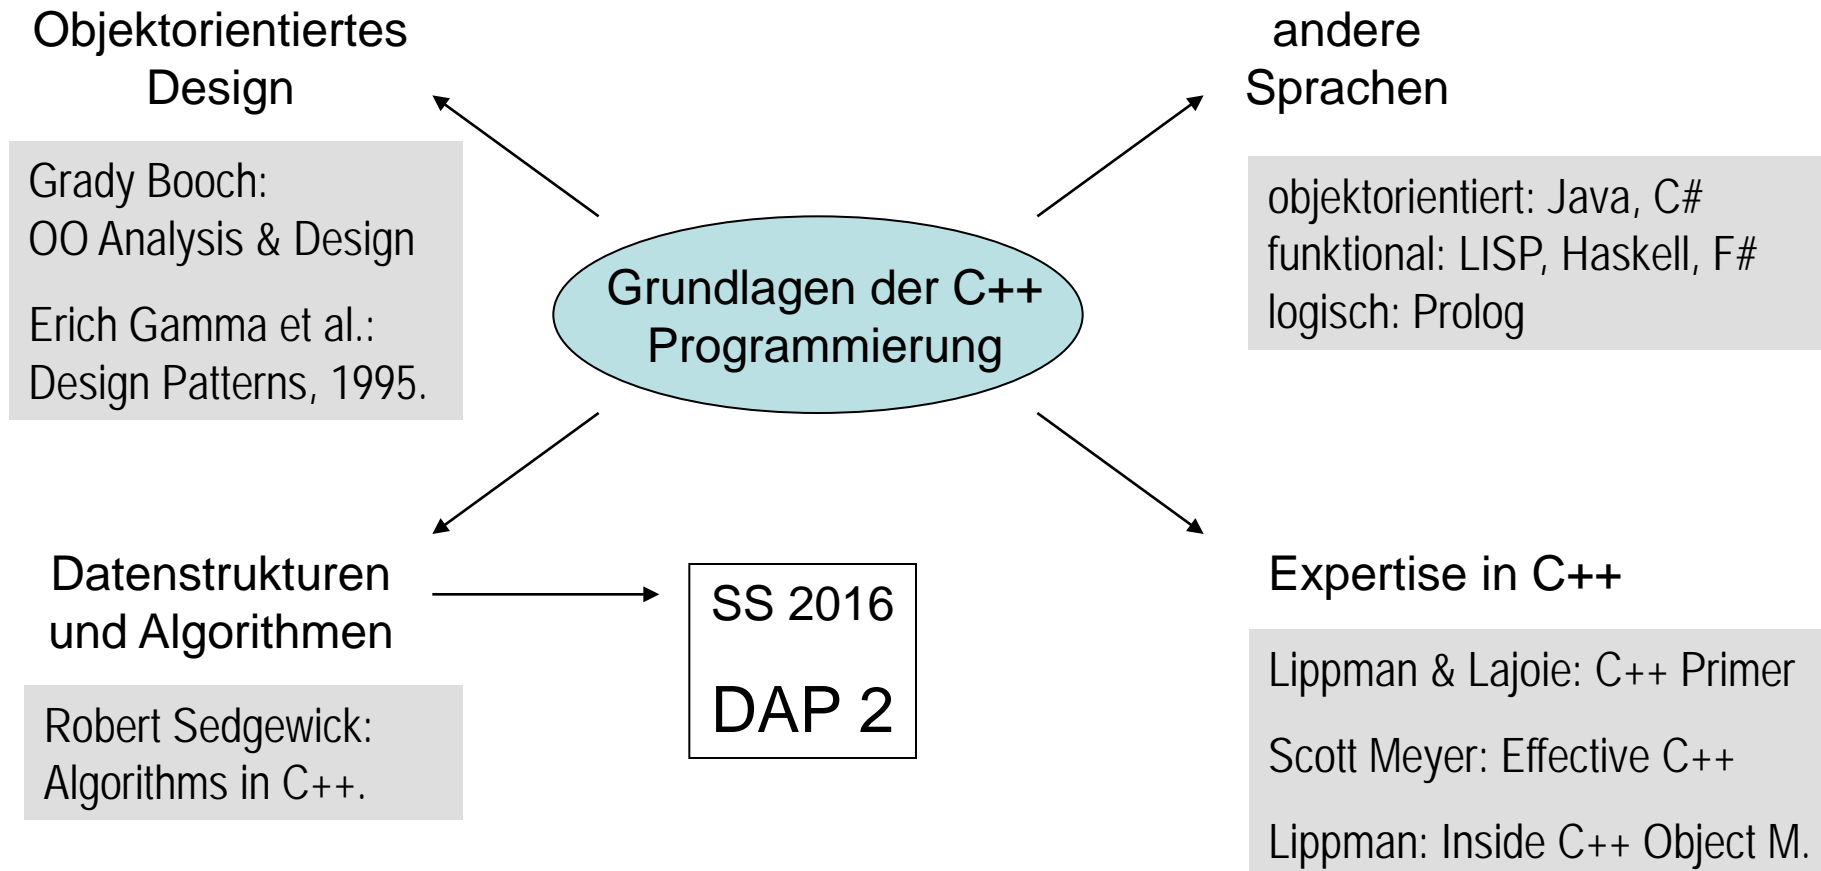 Objektorientiertes
Design
Grady Booch:
OO Analysis & Design
Erich Gamma et al.:
Design Patterns, 1995.
andere
Sprachen
objektorientiert: Java, C#
funktional: LISP, Haskell, F#
logisch: Prolog
Grundlagen der C++
Programmierung
Datenstrukturen
und Algorithmen
Robert Sedgewick:
Algorithms in C++.
SS 2016
DAP 2
Expertise in C++
Lippman & Lajoie: C++ Primer
Scott Meyer: Effective C++
Lippman: Inside C++ Object M.